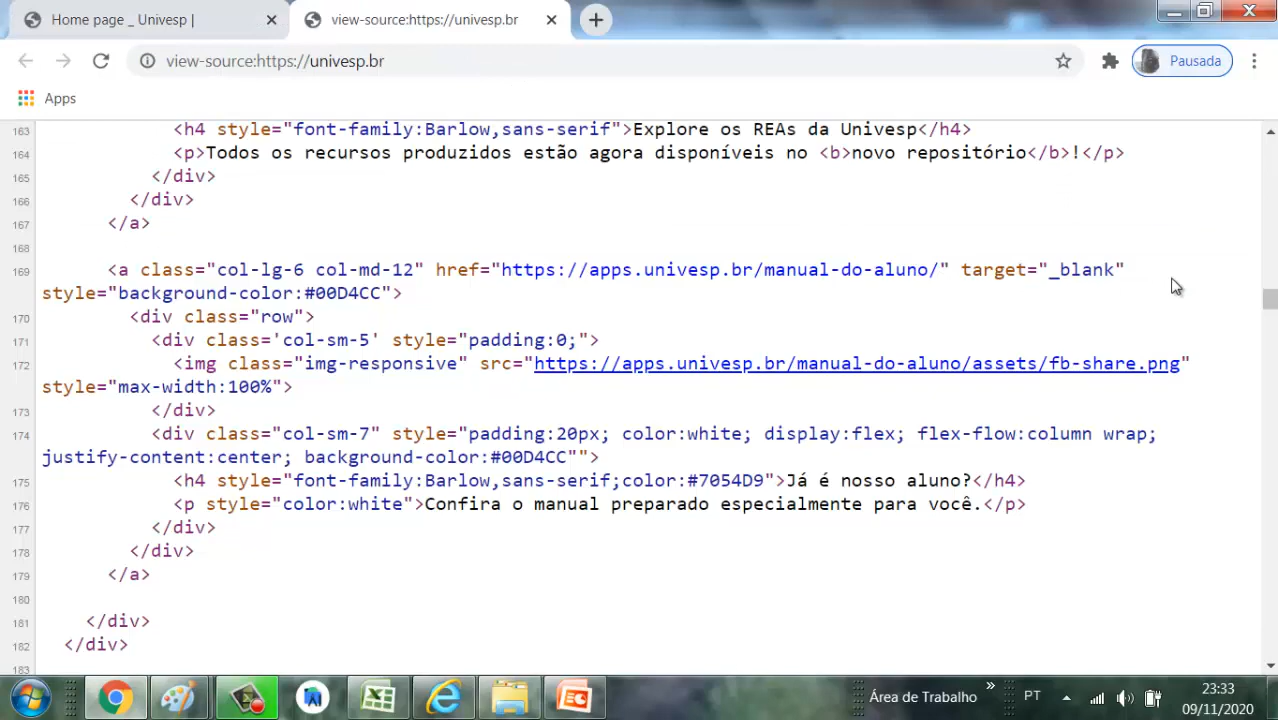 Home page _ Univesp |
view-source:https://univesp.br
view-source:https://univesp.br
Pausada
Apps
163 <h4 style="font-family:Barlow,sans-serif">Explore os REAs da Univesp</h4>
164 <p>Todos os recursos produzidos estão agora disponíveis no <b>novo repositório</b>!</p>
165 </div>
166 </div>
167 </a>
168
169 <a class="col-lg-6 col-md-12" href="https://apps.univesp.br/manual-do-aluno/" target="_blank"
style="background-color:#00D4CC">
170 <div class="row">
171 <div class='col-sm-5' style="padding:0;">
172 <img class="img-responsive" src="https://apps.univesp.br/manual-do-aluno/assets/fb-share.png"
style="max-width:100%">
173 </div>
174 <div class="col-sm-7" style="padding:20px; color:white; display:flex; flex-flow:column wrap;
justify-content:center; background-color:#00D4CC"">
175 <h4 style="font-family:Barlow,sans-serif;color:#7054D9">Já é nosso aluno?</h4>
176 <p style="color:white">Confira o manual preparado especialmente para você.</p>
177 </div>
178 </div>
179 </a>
180
181 </div>
182 </div>
183
Área de Trabalho
»
PT
23:33
09/11/2020